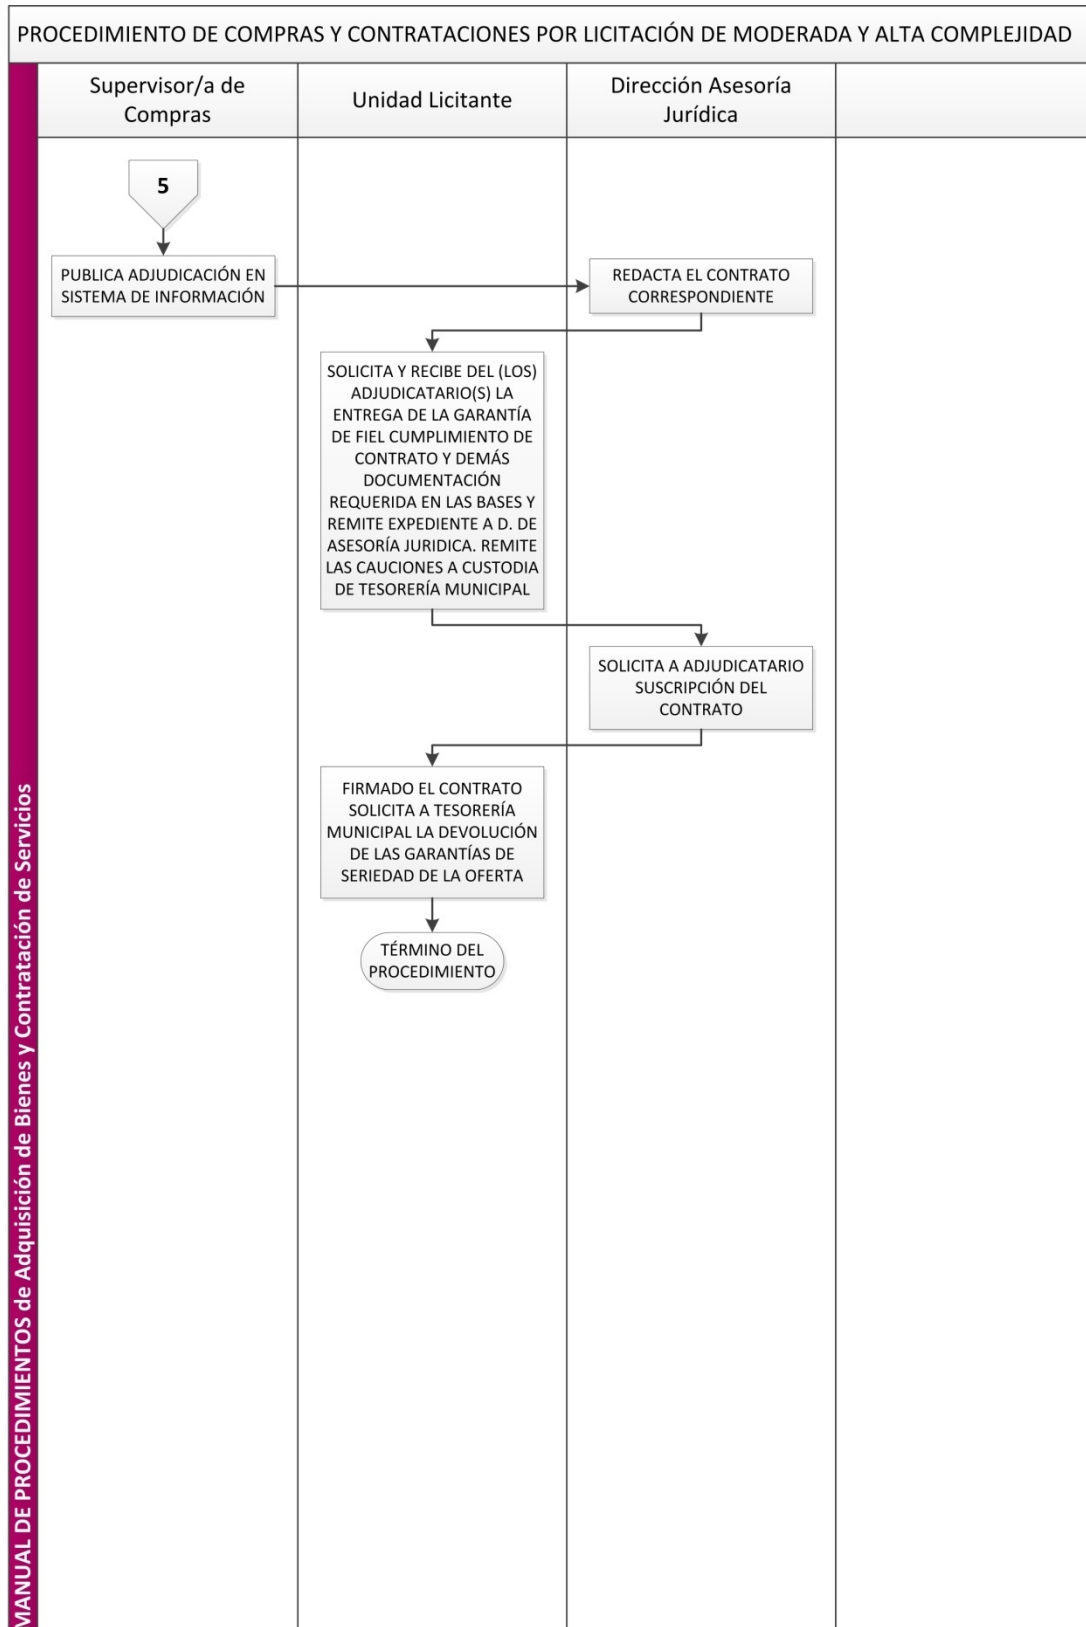 PROCEDIMIENTO DE COMPRAS Y CONTRATACIONES POR LICITACIÓN DE MODERADA Y ALTA COMPLEJIDAD
MANUAL DE PROCEDIMIENTOS de Adquisición de Bienes y Contratación de Servicios
Supervisor/a de
Compras
Unidad Licitante
Dirección Asesoría
Jurídica
5
PUBLICA ADJUDICACIÓN EN
SISTEMA DE INFORMACIÓN
REDACTA EL CONTRATO
CORRESPONDIENTE
SOLICITA Y RECIBE DEL (LOS)
ADJUDICATARIO(S) LA
ENTREGA DE LA GARANTÍA
DE FIEL CUMPLIMIENTO DE
CONTRATO Y DEMÁS
DOCUMENTACIÓN
REQUERIDA EN LAS BASES Y
REMITE EXPEDIENTE A D. DE
ASESORÍA JURIDICA. REMITE
LAS CAUCIONES A CUSTODIA
DE TESORERÍA MUNICIPAL
SOLICITA A ADJUDICATARIO
SUSCRIPCIÓN DEL
CONTRATO
FIRMADO EL CONTRATO
SOLICITA A TESORERÍA
MUNICIPAL LA DEVOLUCIÓN
DE LAS GARANTÍAS DE
SERIEDAD DE LA OFERTA
TÉRMINO DEL
PROCEDIMIENTO